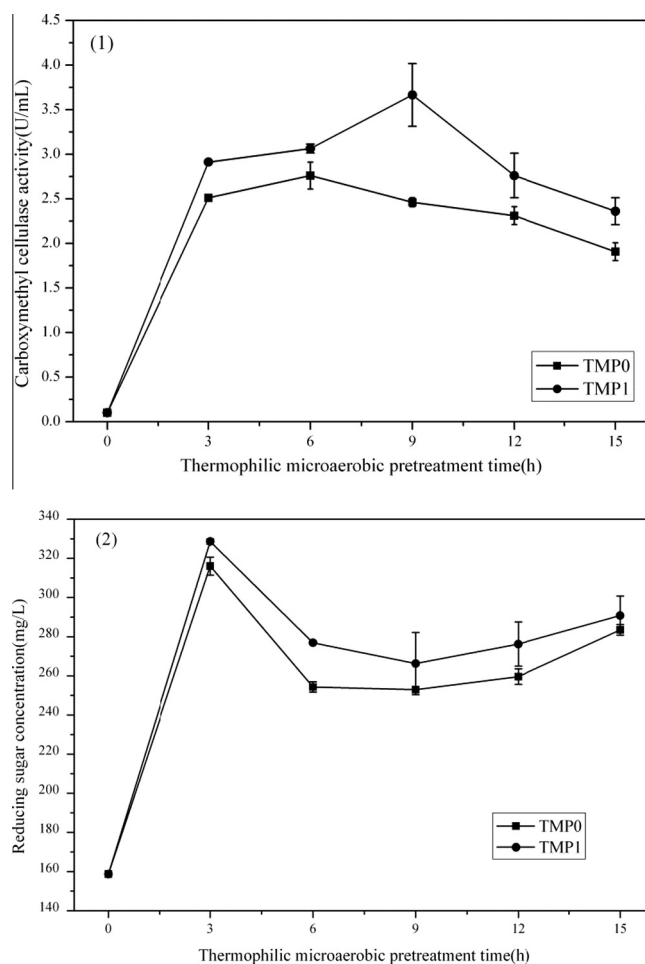 (1)
Carboxymethyl cellulase activity(U/mL)
4.5
4.0
3.5
3.0
2.5
2.0
1.5
1.0
0.5
0.0
TMP0
TMP1
0 3 6 9 12 15
Thermophilic microaerobic pretreatment time(h)
(2)
Reducing sugar concentration(mg/L)
340
320
300
280
260
240
220
200
180
160
140
TMP0
TMP1
0 3 6 9 12 15
Thermophilic microaerobic pretreatment time(h)